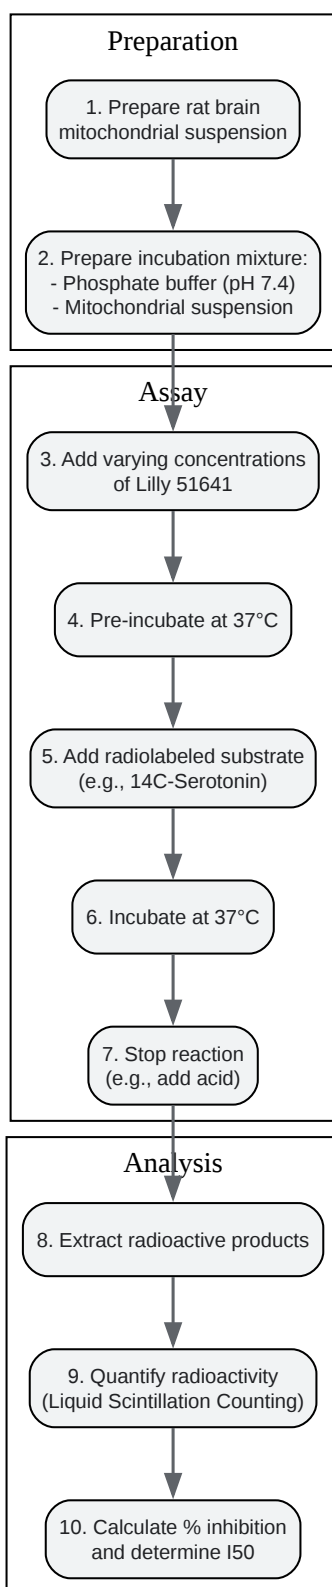 Preparation
1. Prepare rat brain
mitochondrial suspension
2. Prepare incubation mixture:
- Phosphate buffer (pH 7.4)
- Mitochondrial suspension
Assay
3. Add varying concentrations
of Lilly 51641
4. Pre-incubate at 37°C
5. Add radiolabeled substrate
(e.g., 14C-Serotonin)
6. Incubate at 37°C
7. Stop reaction
(e.g., add acid)
Analysis
8. Extract radioactive products
9. Quantify radioactivity
(Liquid Scintillation Counting)
10. Calculate % inhibition
and determine I50